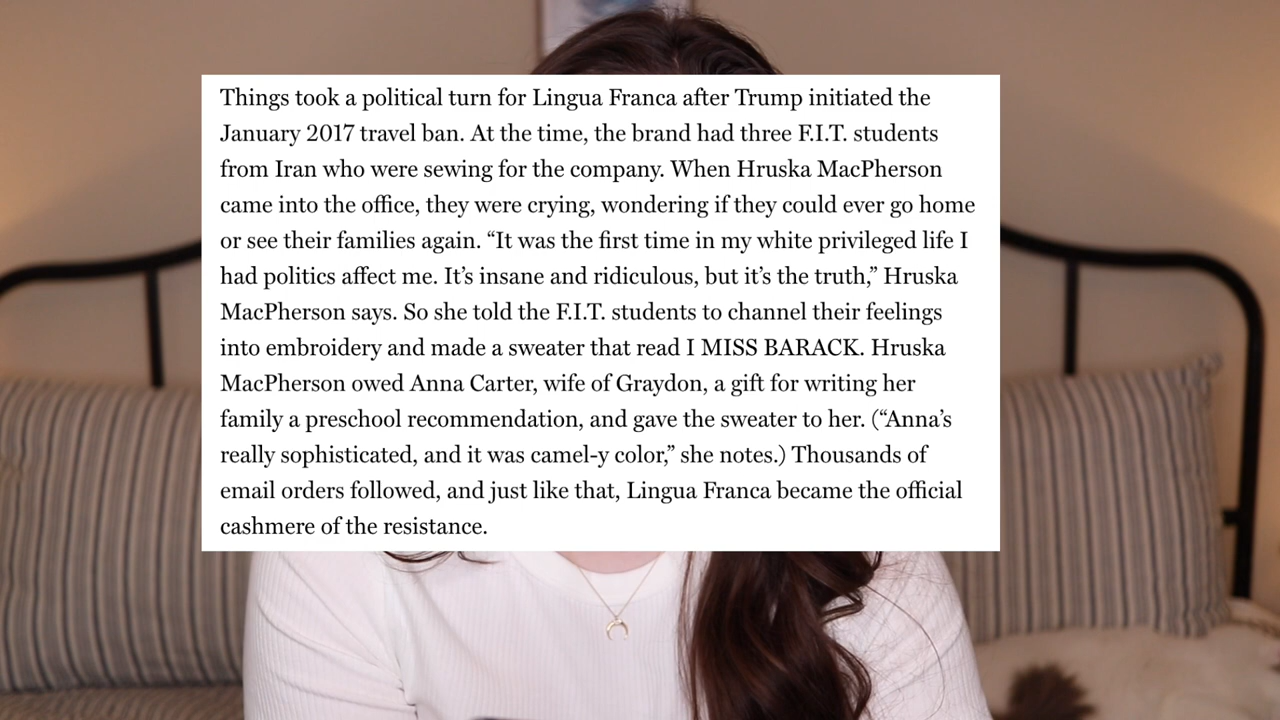 Things took a political turn for Lingua Franca after Trump initiated the
January 2017 travel ban. At the time, the brand had three F.I.T. students
from Iran who were sewing for the company. When Hruska MacPherson
came into the office, they were crying, wondering if they could ever go home
or see their families again. “It was the first time in my white privileged life I
had politics affect me. It’s insane and ridiculous, but it’s the truth,” Hruska
MacPherson says. So she told the F.I.T. students to channel their feelings
into embroidery and made a sweater that read I MISS BARACK. Hruska
MacPherson owed Anna Carter, wife of Graydon, a gift for writing her
family a preschool recommendation, and gave the sweater to her. (“Anna’s
really sophisticated, and it was camel-y color,” she notes.) Thousands of
email orders followed, and just like that, Lingua Franca became the official
cashmere of the resistance.